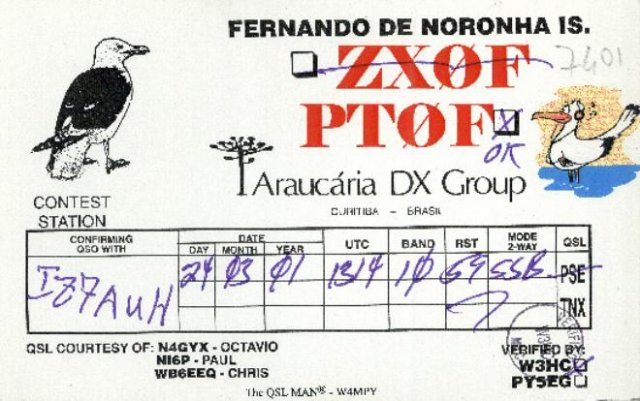 FERNANDO DE NORONHA IS.
ZXØF
7401
PTØF
OK
Araucária DX Group
CURITIBA - BRASIL
CONTEST
STATION
CONFIRMING QSO WITH DATE DAY MONTH YEAR UTC BAND RST MODE 2-WAY QSL
IZ7AUH 24 03 01 1314 10 59 SSB PSE
TNX
QSL COURTESY OF: N4GYX - OCTAVIO
NI6P - PAUL
WB6EEQ - CHRIS
VERIFIED BY:
W3HC
PY5EG
The QSL MAN® - W4MPY